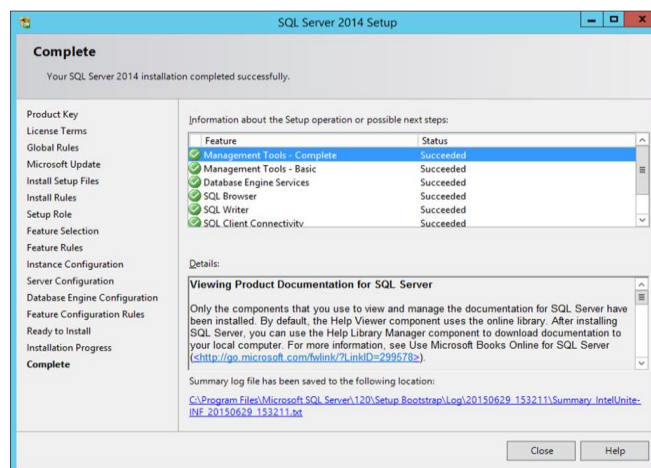 SQL Server 2014 Setup
Complete
Your SQL Server 2014 installation completed successfully.
Product Key
License Terms
Global Rules
Microsoft Update
Install Setup Files
Install Rules
Setup Role
Feature Selection
Feature Rules
Instance Configuration
Server Configuration
Database Engine Configuration
Feature Configuration Rules
Ready to Install
Installation Progress
Complete
Information about the Setup operation or possible next steps:
Feature Status
Management Tools - Complete Succeeded
Management Tools - Basic Succeeded
Database Engine Services Succeeded
SQL Browser Succeeded
SQL Writer Succeeded
SQL Client Connectivity Succeeded
Details:
Viewing Product Documentation for SQL Server
Only the components that you use to view and manage the documentation for SQL Server have
been installed. By default, the Help Viewer component uses the online library. After installing
SQL Server, you can use the Help Library Manager component to download documentation to
your local computer. For more information, see Use Microsoft Books Online for SQL Server
(<http://go.microsoft.com/fwlink/?LinkID=299578>).
Summary log file has been saved to the following location:
C:\Program Files\Microsoft SQL Server\120\Setup Bootstrap\Log\20150629_153211\Summary_IntelUnite-
INF_20150629_153211.txt
Close Help